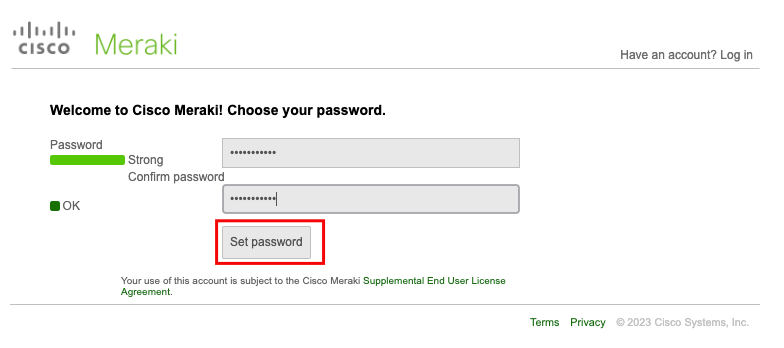 CISCO Meraki
Have an account? Log in
Welcome to Cisco Meraki! Choose your password.
Password
Strong
Confirm password
OK
Set password
Your use of this account is subject to the Cisco Meraki Supplemental End User License
Agreement.
Terms Privacy © 2023 Cisco Systems, Inc.